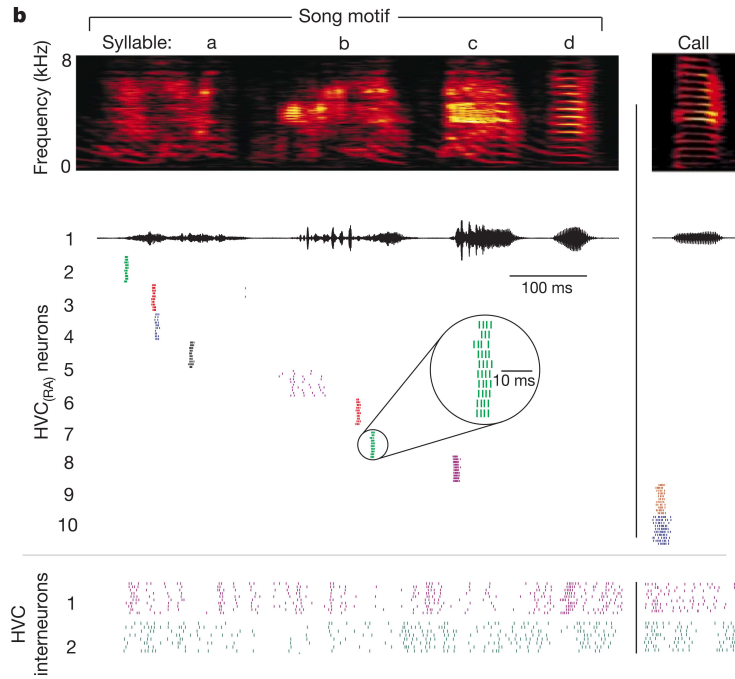 b
Song motif
Syllable: a b c d Call
Frequency (kHz)
8
0
1
2
3
4
5
6
7
8
9
10
HVC(RA) neurons
100 ms
10 ms
HVC
interneurons
1
2